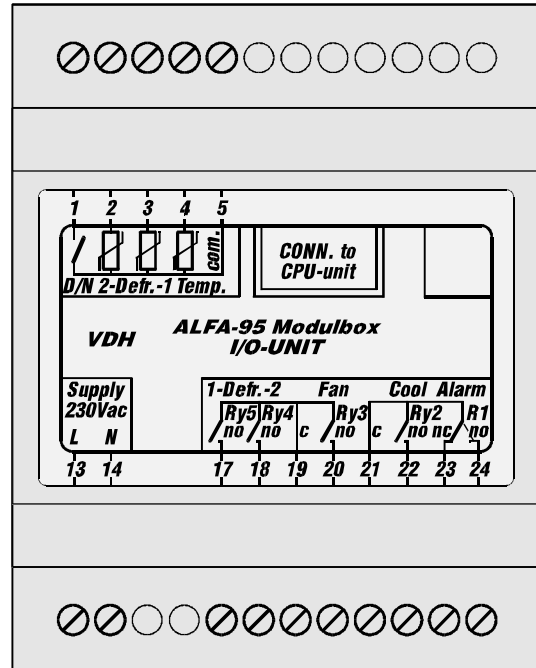 1 2 3 4 5
com.
D/N 2-Defr.-1 Temp.
CONN. to
CPU-unit
VDH
ALFA-95 Modulbox
I/O-UNIT
Supply
230Vac
L N
13 14
1-Defr.-2 Fan Cool Alarm
Ry5 Ry4 Ry3 Ry2 R1
no no c no c no nc no
17 18 19 20 21 22 23 24